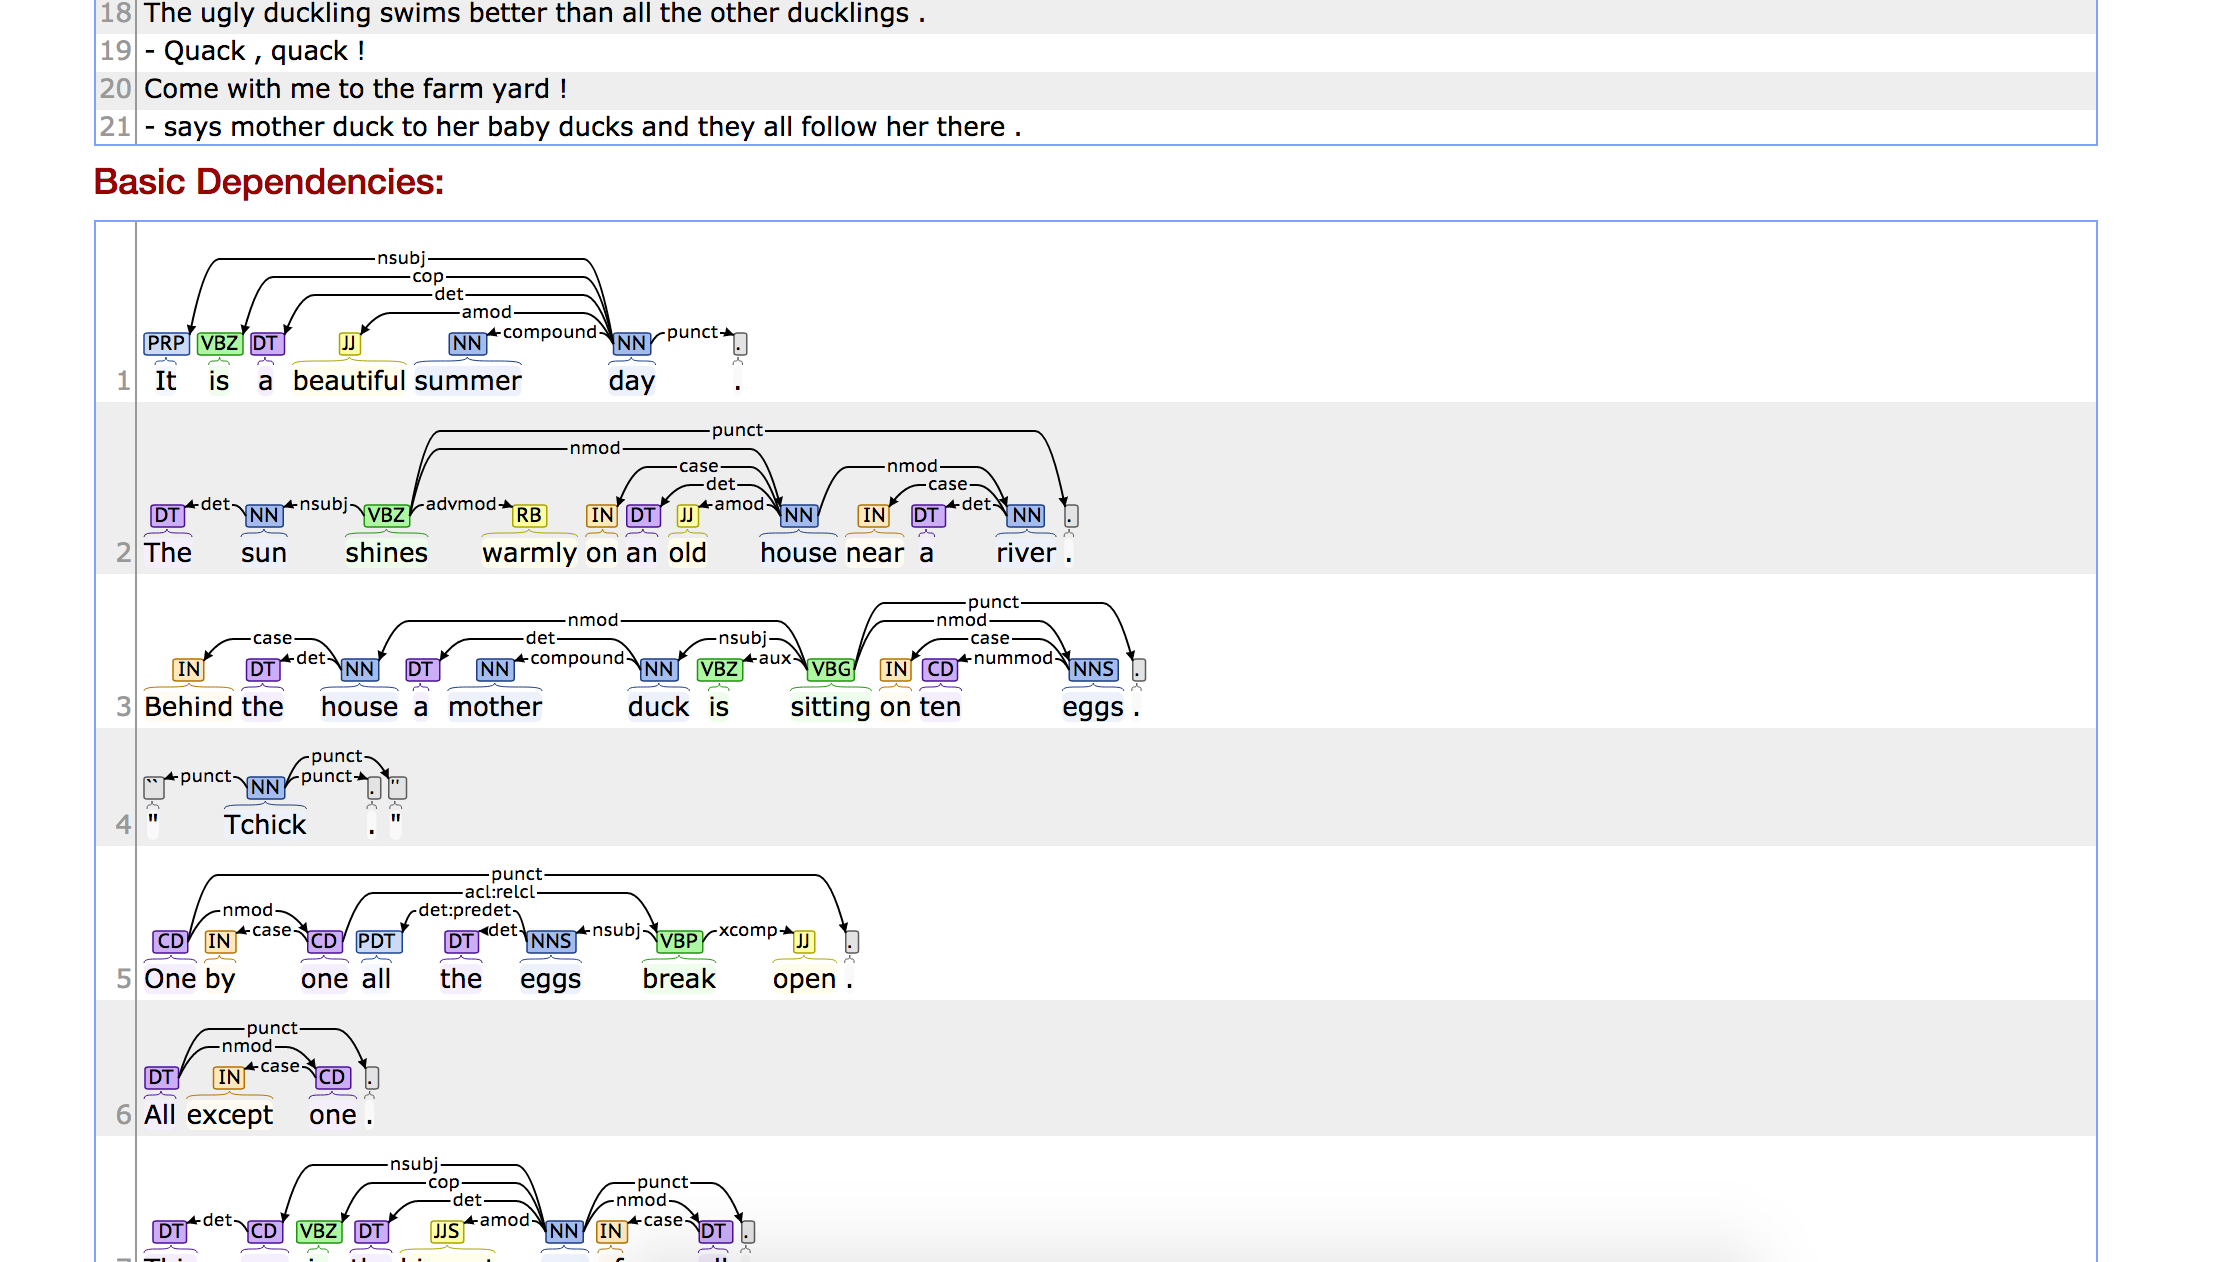 18 The ugly duckling swims better than all the other ducklings .
19 - Quack , quack !
20 Come with me to the farm yard !
21 - says mother duck to her baby ducks and they all follow her there .
Basic Dependencies:
nsubj
cop
det
amod
PRP VBZ DT JJ NN compound NN punct .
1 It is a beautiful summer day .
punct
nmod
case nmod
det case
DT det NN nsubj VBZ advmod RB IN DT JJ amod NN IN DT det NN .
2 The sun shines warmly on an old house near a river .
punct
nmod nmod
case det nsubj case
IN DT det NN DT NN compound NN VBZ aux VBG IN CD nummod NNS .
3 Behind the house a mother duck is sitting on ten eggs .
punct
`` punct NN punct . ''
4 " Tchick . "
punct
acl:relcl
nmod det:predet
CD IN case CD PDT DT det NNS nsubj VBP xcomp JJ .
5 One by one all the eggs break open .
punct
nmod
DT IN case CD .
6 All except one .
nsubj
cop punct
det nmod
DT det CD VBZ DT JJS amod NN IN case DT .